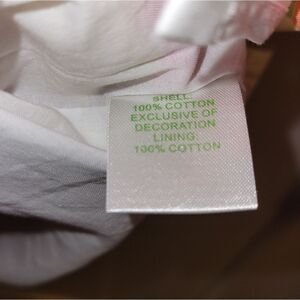 SHELL:
100% COTTON
EXCLUSIVE OF
DECORATION
LINING:
100% COTTON